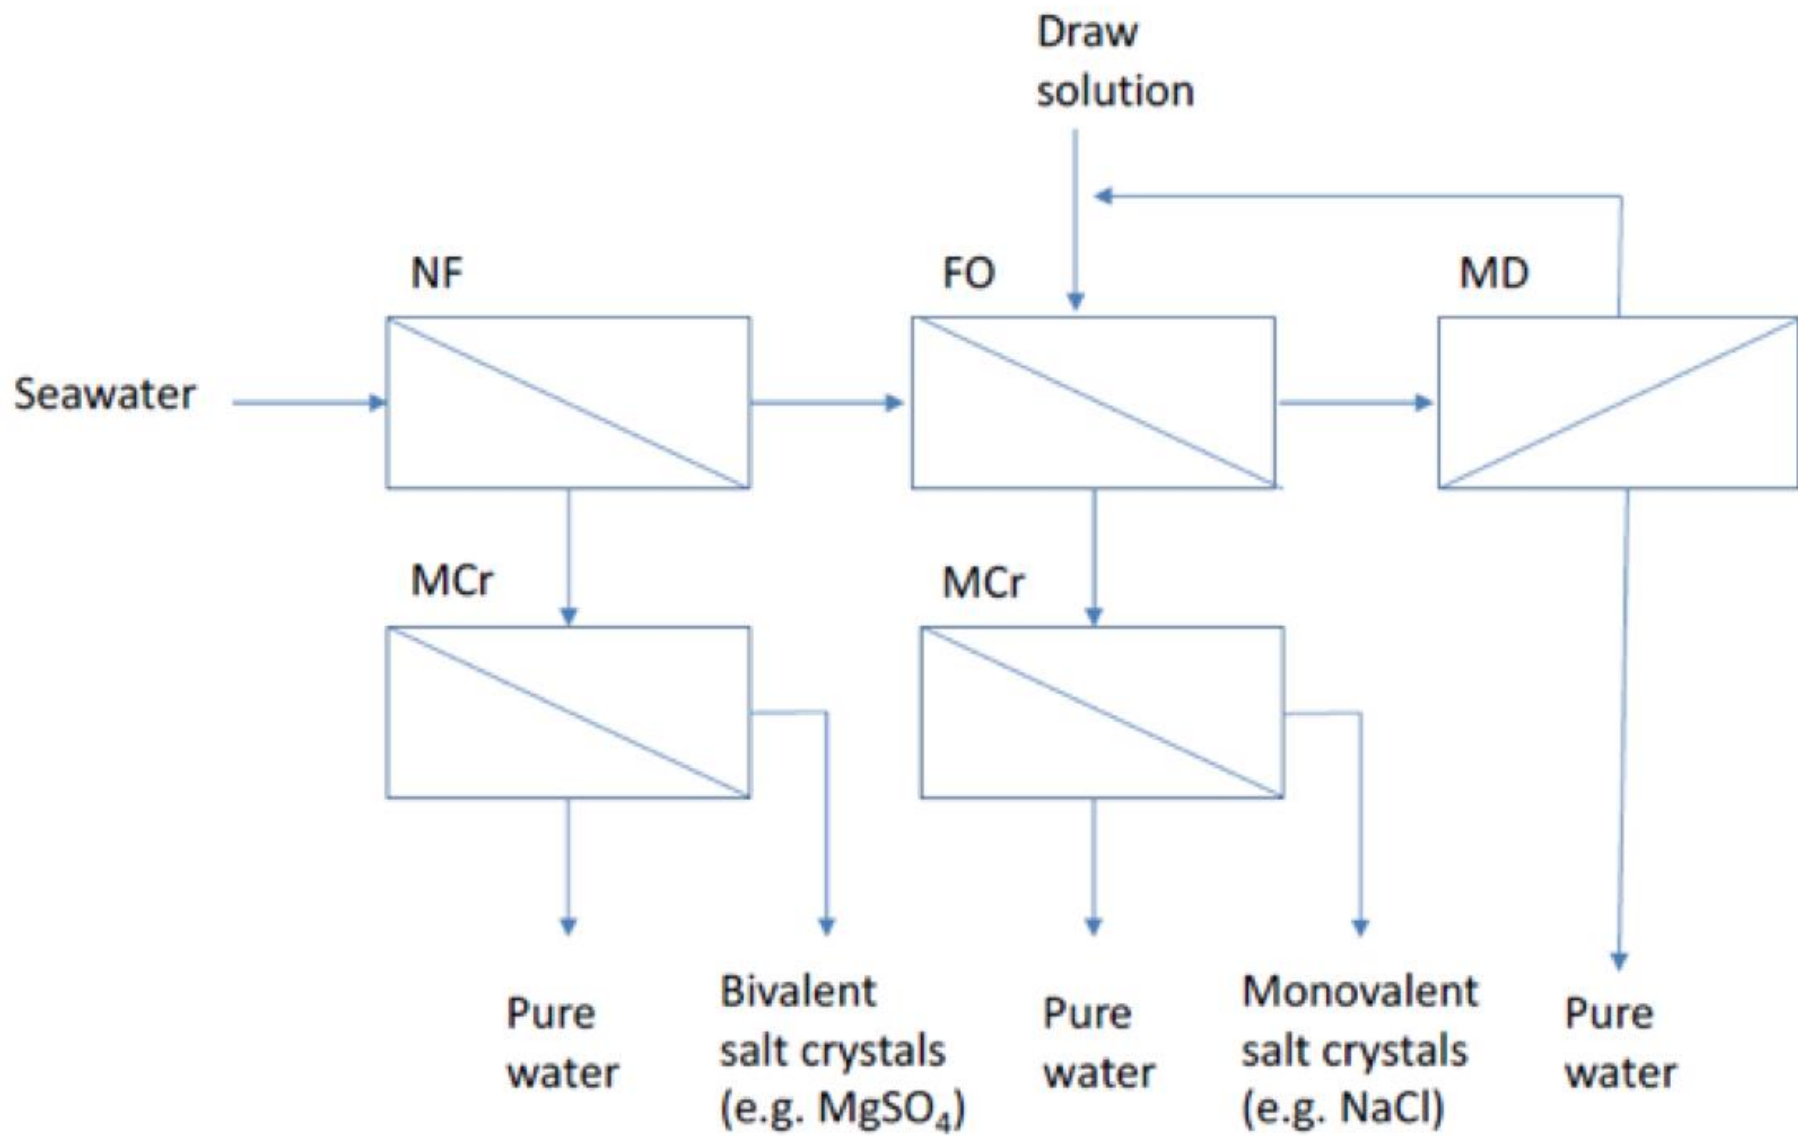 Draw
solution
NF
FO
MD
Seawater
MCr
MCr
Pure
water
Bivalent
salt crystals
(e.g. MgSO₄)
Pure
water
Monovalent
salt crystals
(e.g. NaCl)
Pure
water